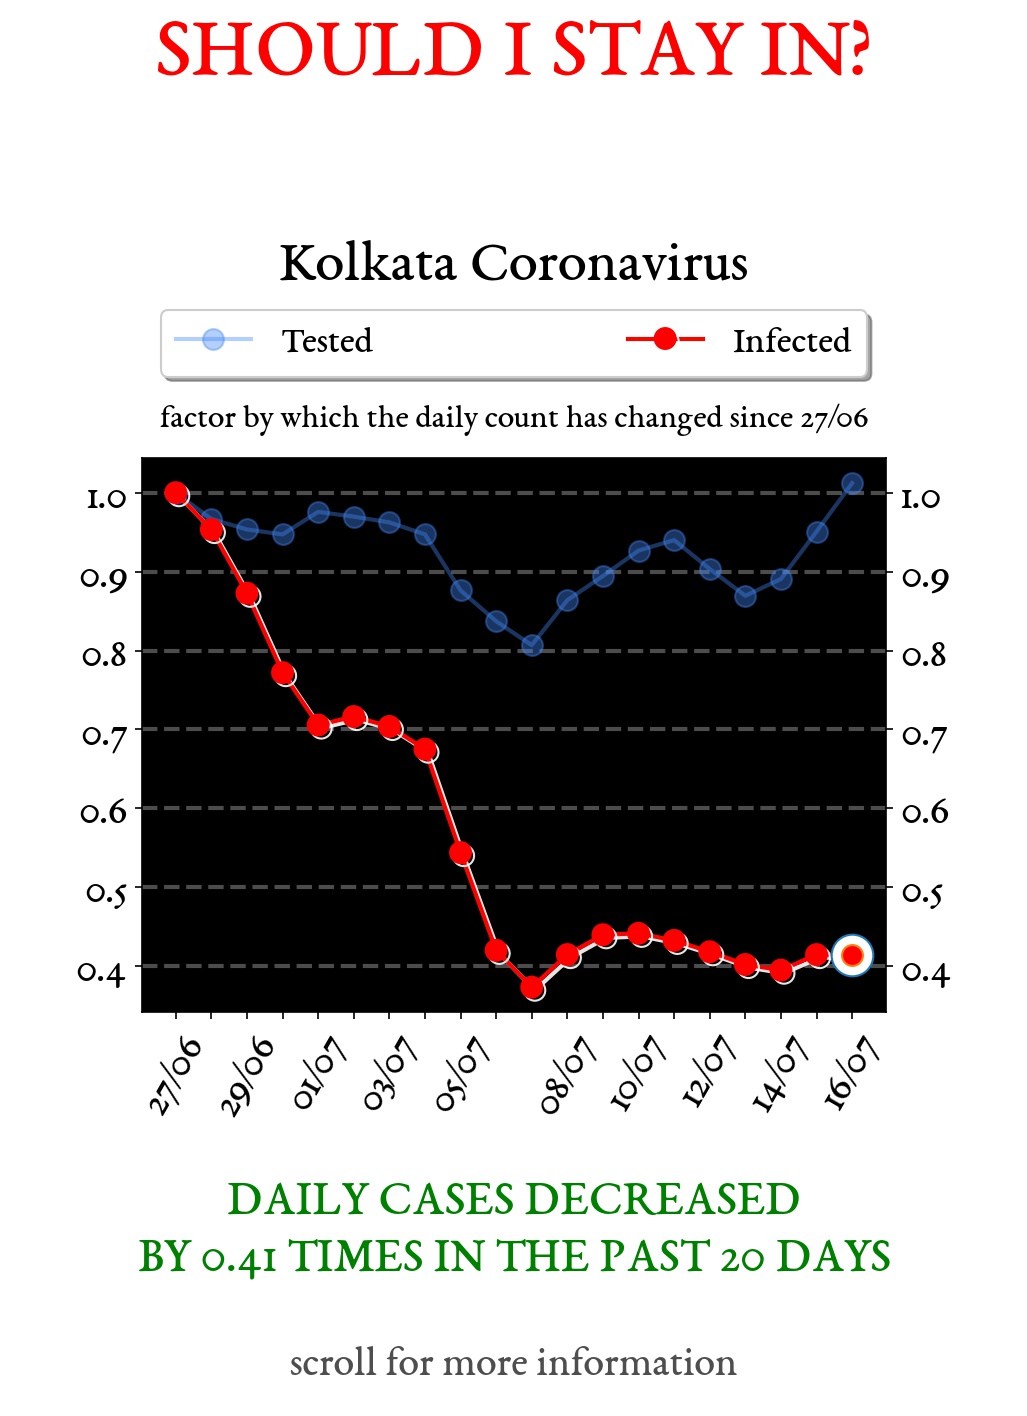 SHOULD I STAY IN?
Kolkata Coronavirus
Tested Infected
factor by which the daily count has changed since 27/06
1.0 1.0
0.9 0.9
0.8 0.8
0.7 0.7
0.6 0.6
0.5 0.5
0.4 0.4
27/06 29/06 01/07 03/07 05/07 08/07 10/07 12/07 14/07 16/07
DAILY CASES DECREASED
BY 0.41 TIMES IN THE PAST 20 DAYS
scroll for more information